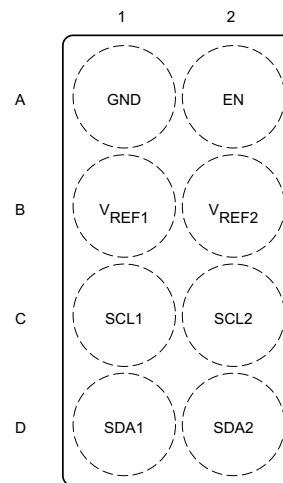 1 2
A GND EN
B VREF1 VREF2
C SCL1 SCL2
D SDA1 SDA2